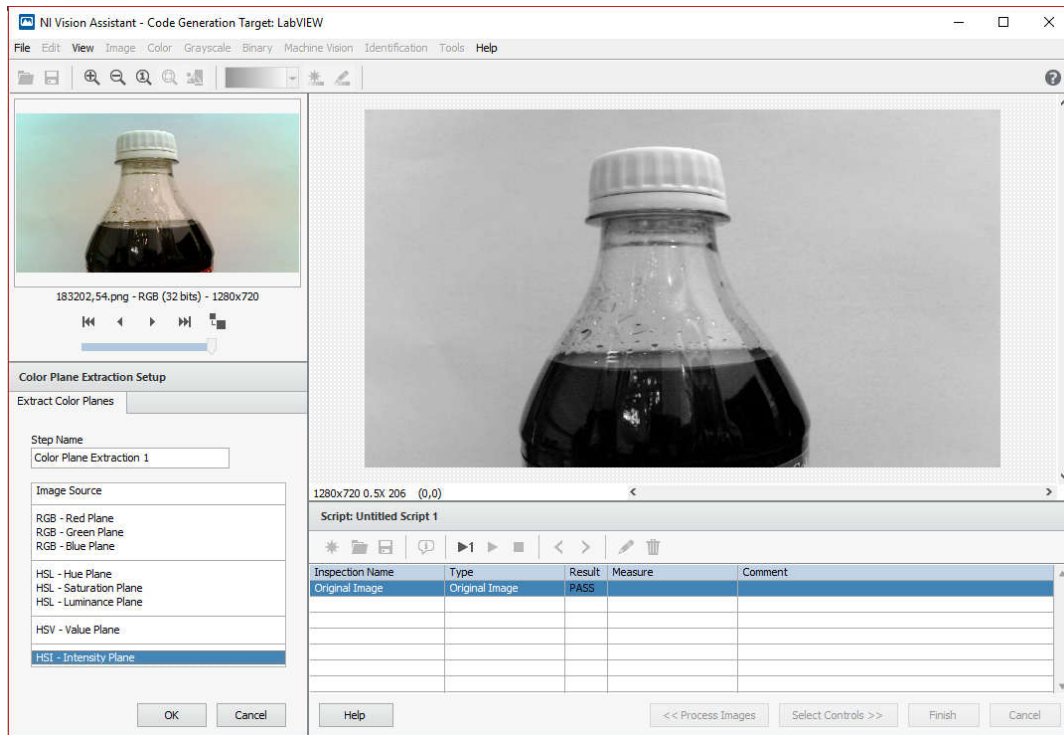 NI Vision Assistant - Code Generation Target: LabVIEW
File Edit View Image Color Grayscale Binary Machine Vision Identification Tools Help
183202,54.png - RGB (32 bits) - 1280x720
Color Plane Extraction Setup
Extract Color Planes
Step Name
Color Plane Extraction 1
Image Source
RGB - Red Plane
RGB - Green Plane
RGB - Blue Plane
HSL - Hue Plane
HSL - Saturation Plane
HSL - Luminance Plane
HSV - Value Plane
HSI - Intensity Plane
OK Cancel
1280x720 0.5X 206 (0,0)
Script: Untitled Script 1
1
Inspection Name Type Result Measure Comment
Original Image Original Image PASS
Help << Process Images Select Controls >> Finish Cancel